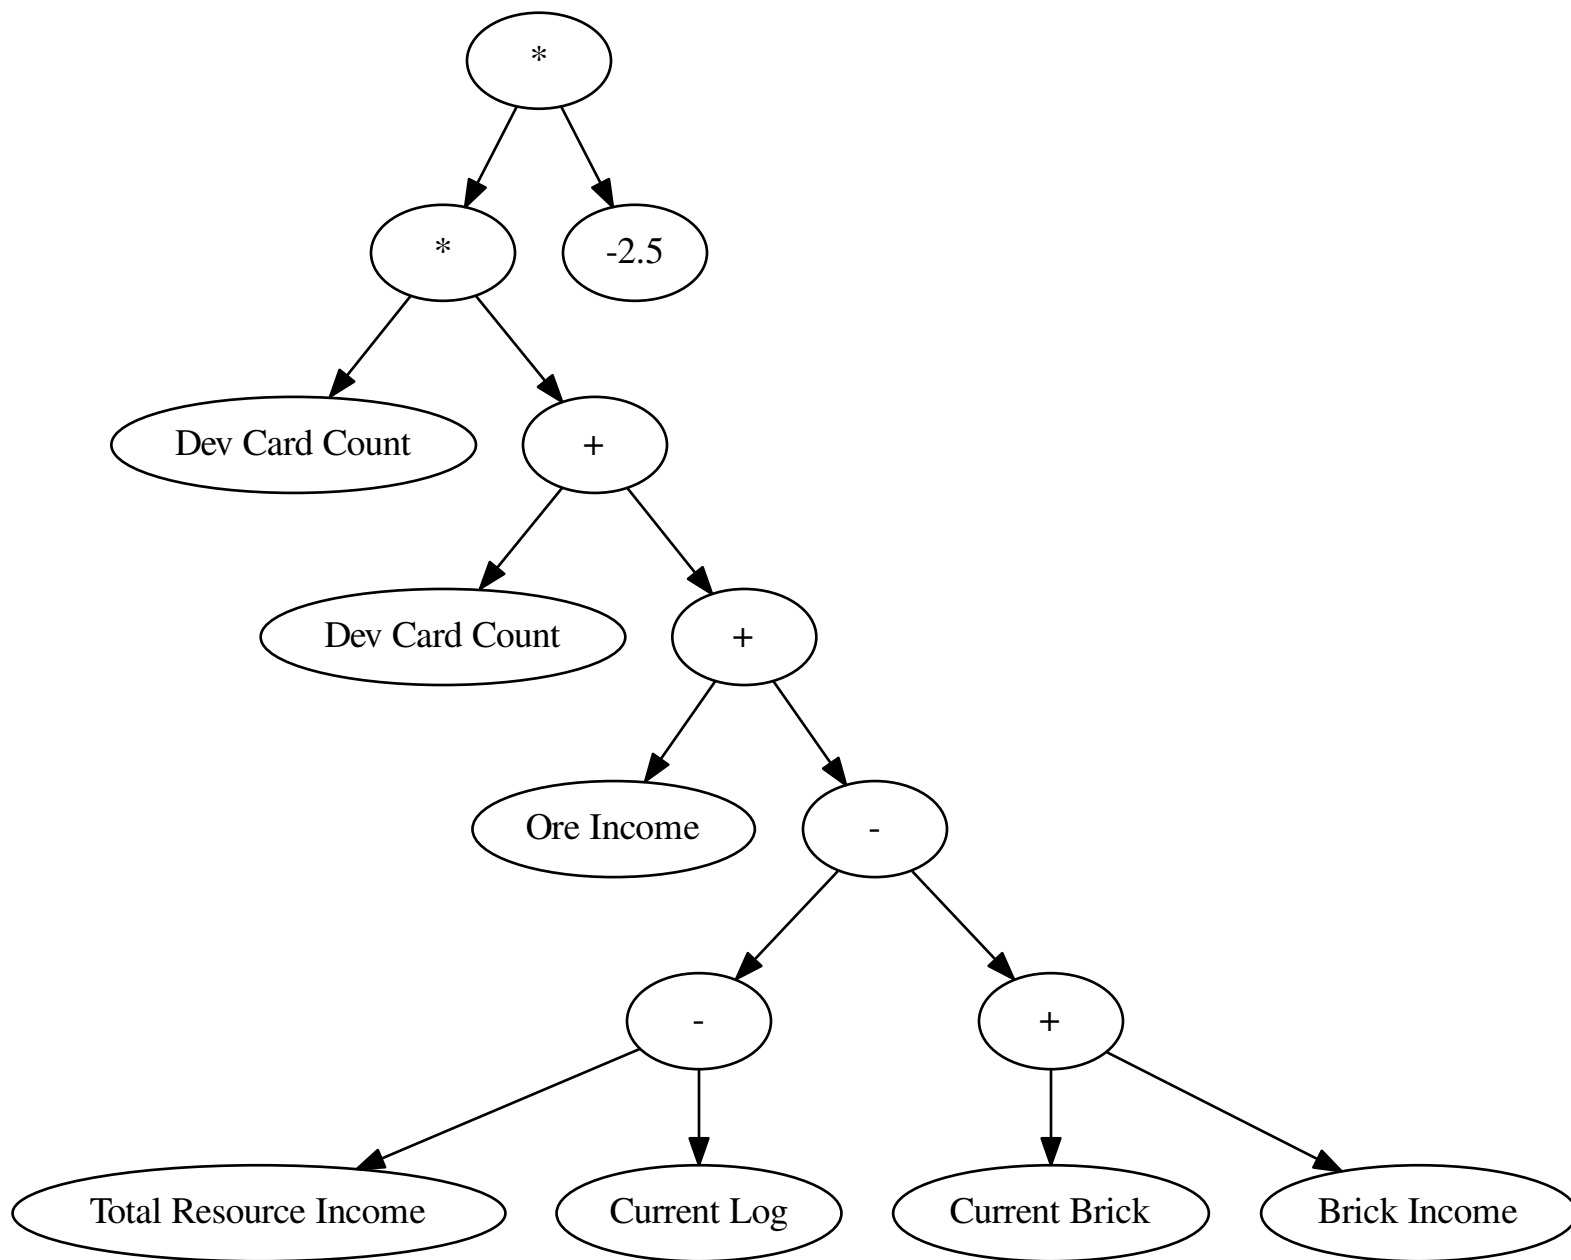 *
*
-2.5
Dev Card Count
+
Dev Card Count
+
Ore Income
-
-
+
Total Resource Income
Current Log
Current Brick
Brick Income